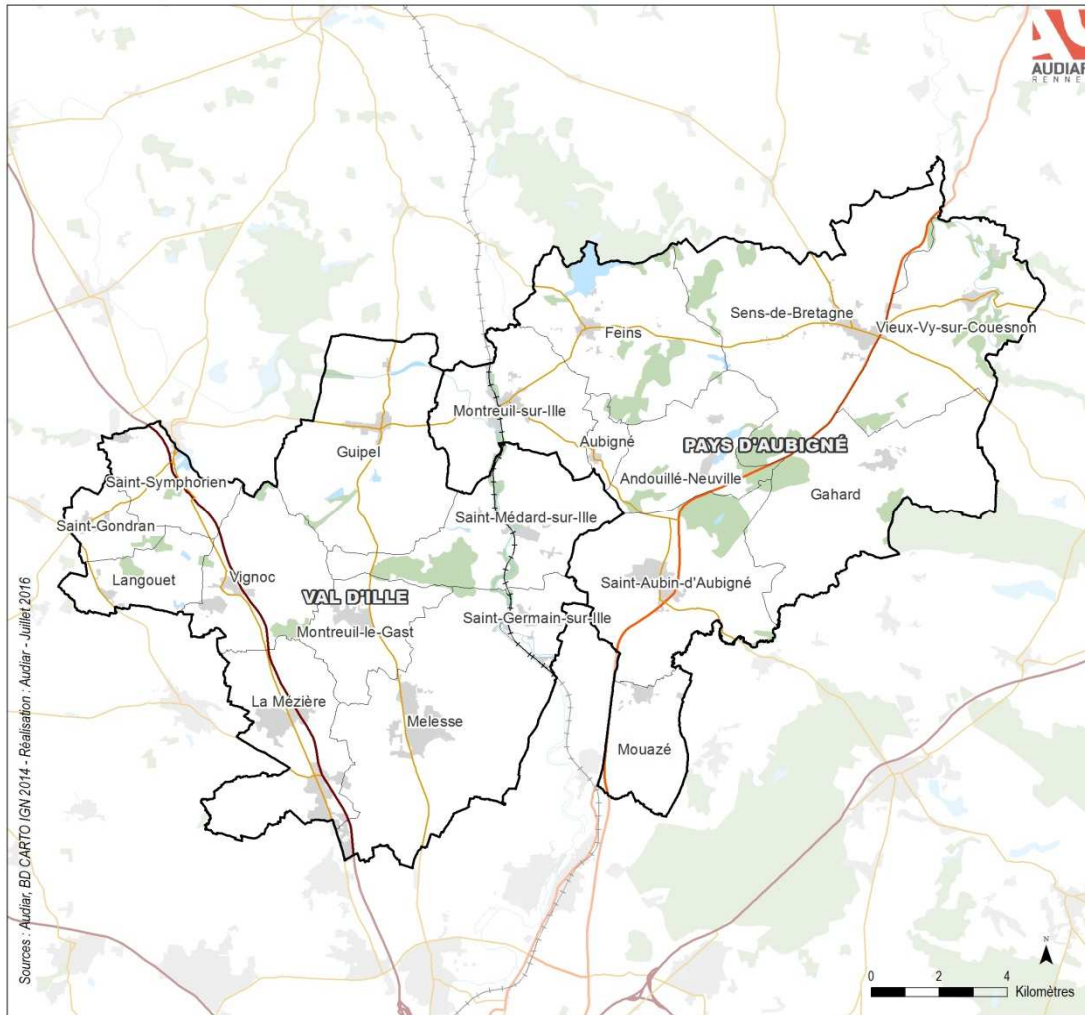 AUDIAR
RENNE
Sens-de-Bretagne
Vieux-Vy-sur-Couesnon
Feins
Montreuil-sur-Ille
Aubigné
PAYS D'AUBIGNÉ
Guipel
Andouillé-Neuville
Gahard
Saint-Symphorien
Saint-Médard-sur-Ille
Saint-Gondran
Langouet
Vignoc
Saint-Aubin-d'Aubigné
VAL D'ILLE
Saint-Germain-sur-Ille
Montreuil-le-Gast
La Mézière
Melesse
Mouazé
Sources : Audiar, BD CARTO IGN 2014 - Réalisation : Audiar - Juillet 2016
N
0 2 4
Kilomètres